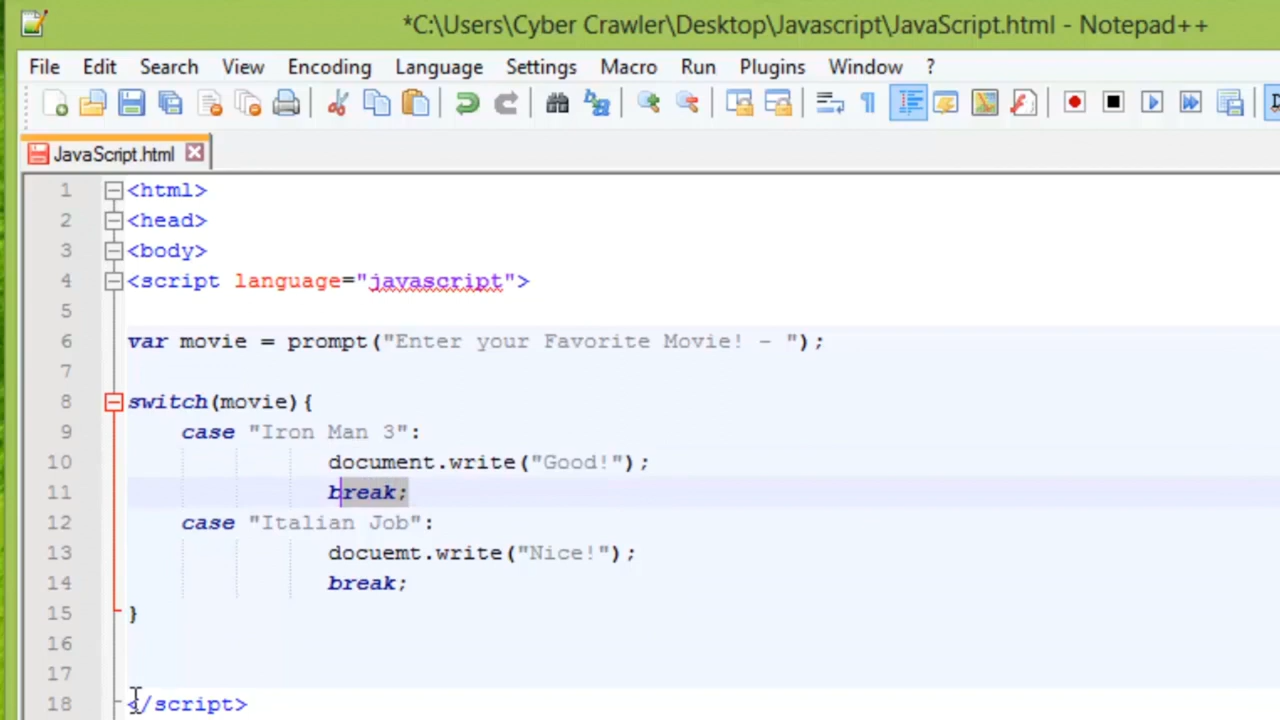 *C:\Users\Cyber Crawler\Desktop\Javascript\JavaScript.html - Notepad++
File Edit Search View Encoding Language Settings Macro Run Plugins Window ?
JavaScript.html
1 <html>
2 <head>
3 <body>
4 <script language="javascript">
5
6 var movie = prompt("Enter your Favorite Movie! - ");
7
8 switch(movie){
9 case "Iron Man 3":
10 document.write("Good!");
11 break;
12 case "Italian Job":
13 docuemt.write("Nice!");
14 break;
15 }
16
17
18 </script>